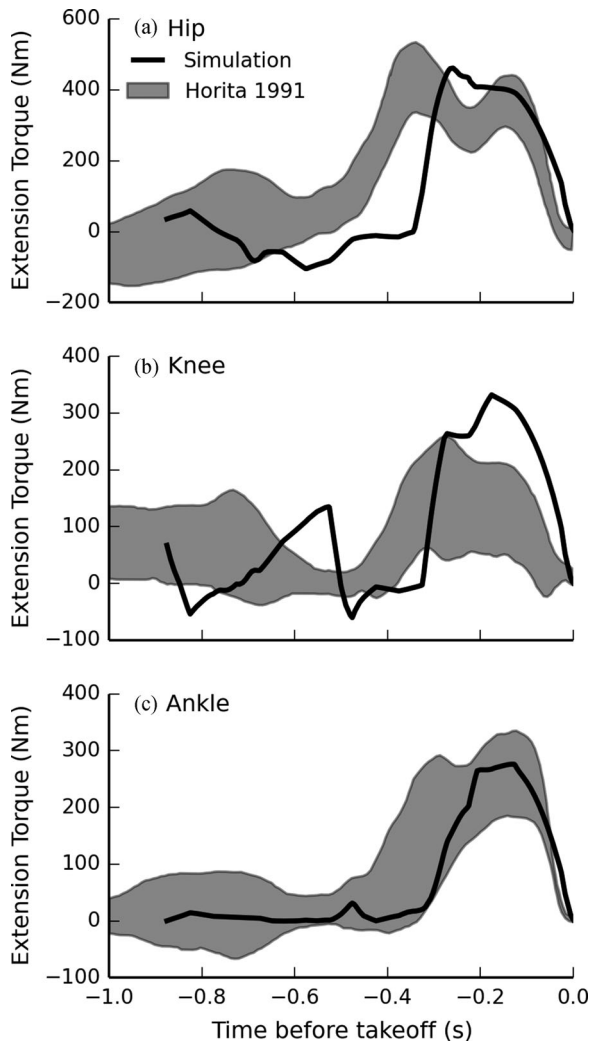 (a) Hip
Simulation
Horita 1991
Extension Torque (Nm)
600
400
200
0
−200
(b) Knee
Extension Torque (Nm)
400
300
200
100
0
−100
(c) Ankle
Extension Torque (Nm)
400
300
200
100
0
−100
−1.0 −0.8 −0.6 −0.4 −0.2 0.0
Time before takeoff (s)